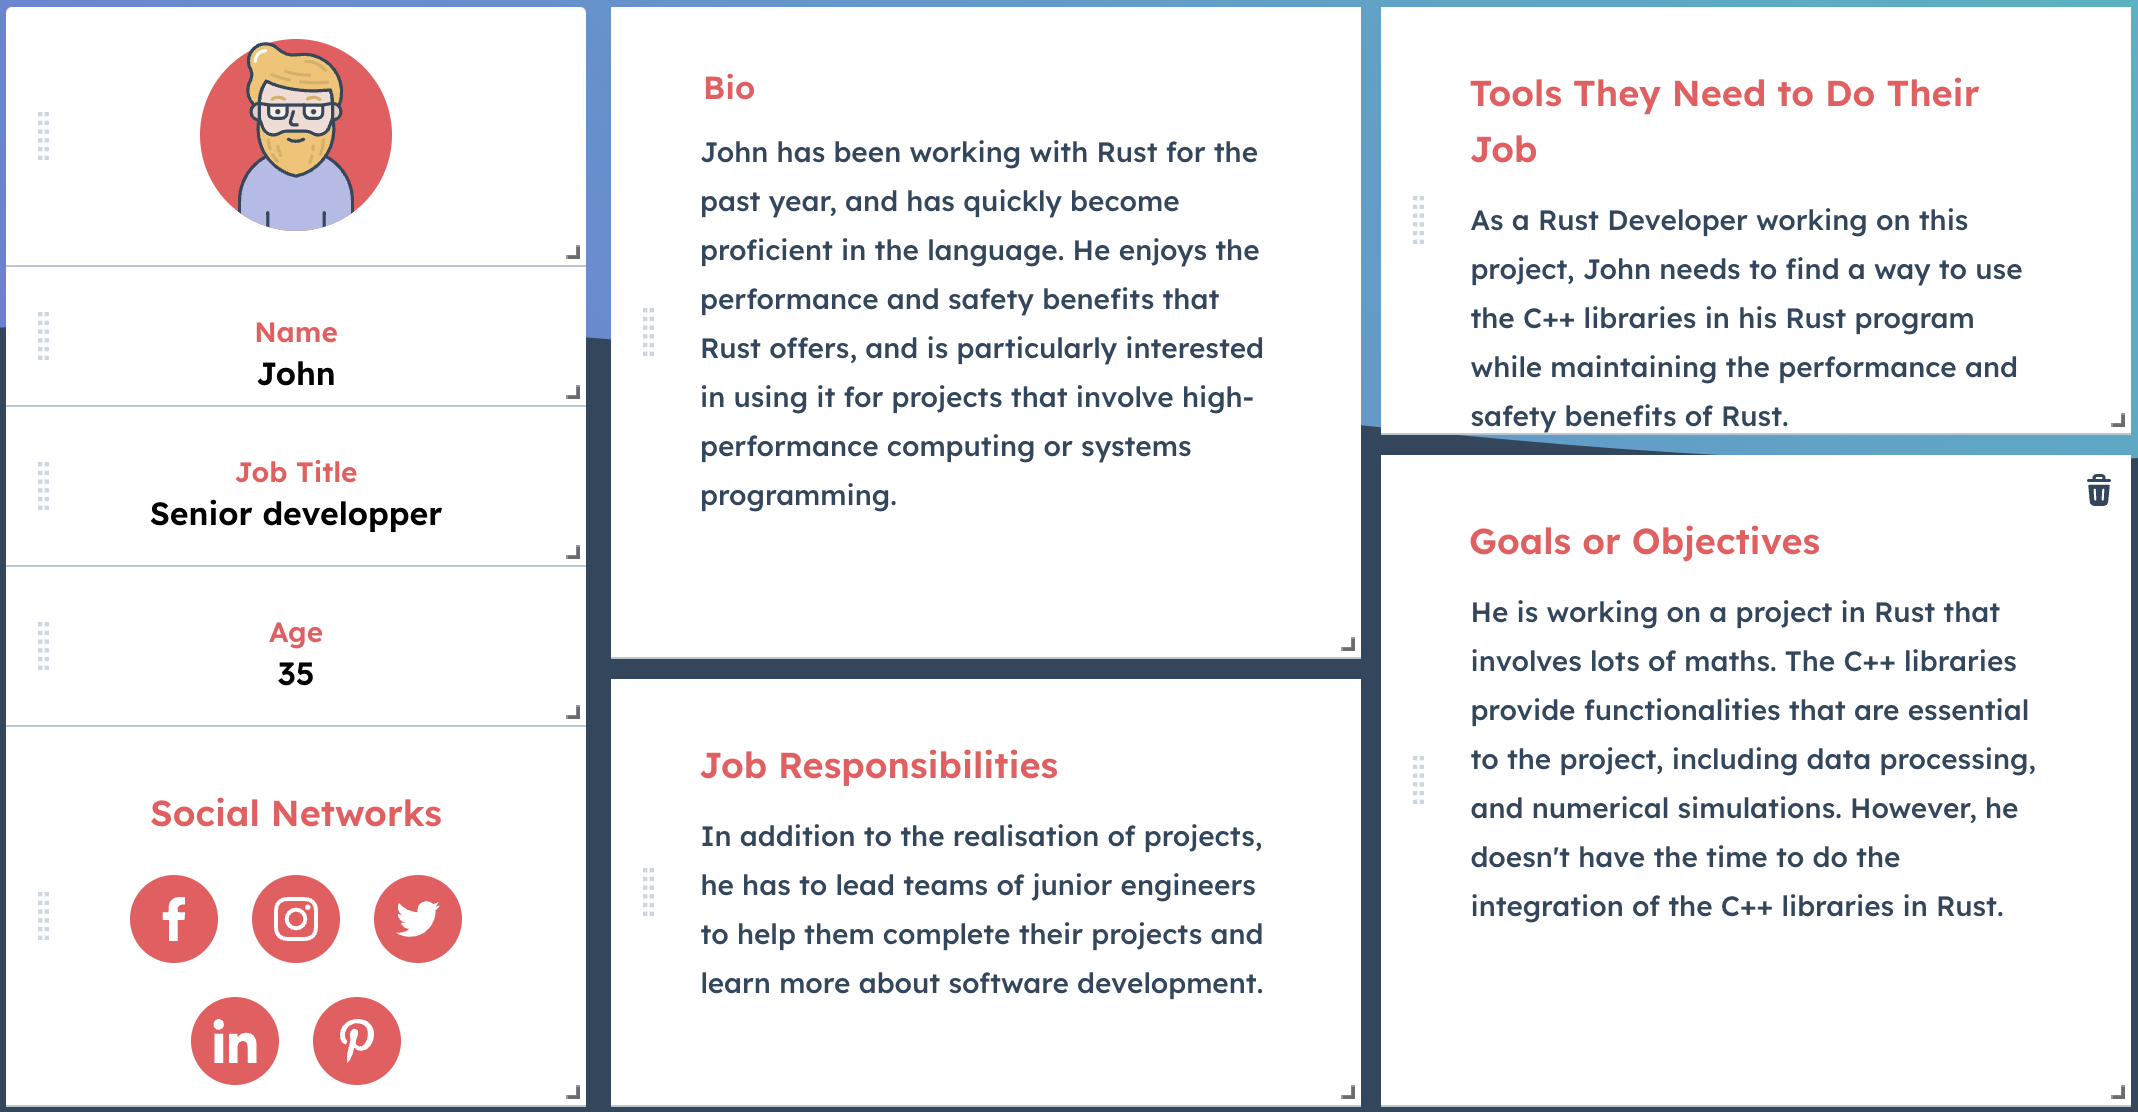 Name
John
Job Title
Senior developper
Age
35
Social Networks
Bio
John has been working with Rust for the
past year, and has quickly become
proficient in the language. He enjoys the
performance and safety benefits that
Rust offers, and is particularly interested
in using it for projects that involve high-
performance computing or systems
programming.
Job Responsibilities
In addition to the realisation of projects,
he has to lead teams of junior engineers
to help them complete their projects and
learn more about software development.
Tools They Need to Do Their
Job
As a Rust Developer working on this
project, John needs to find a way to use
the C++ libraries in his Rust program
while maintaining the performance and
safety benefits of Rust.
Goals or Objectives
He is working on a project in Rust that
involves lots of maths. The C++ libraries
provide functionalities that are essential
to the project, including data processing,
and numerical simulations. However, he
doesn't have the time to do the
integration of the C++ libraries in Rust.